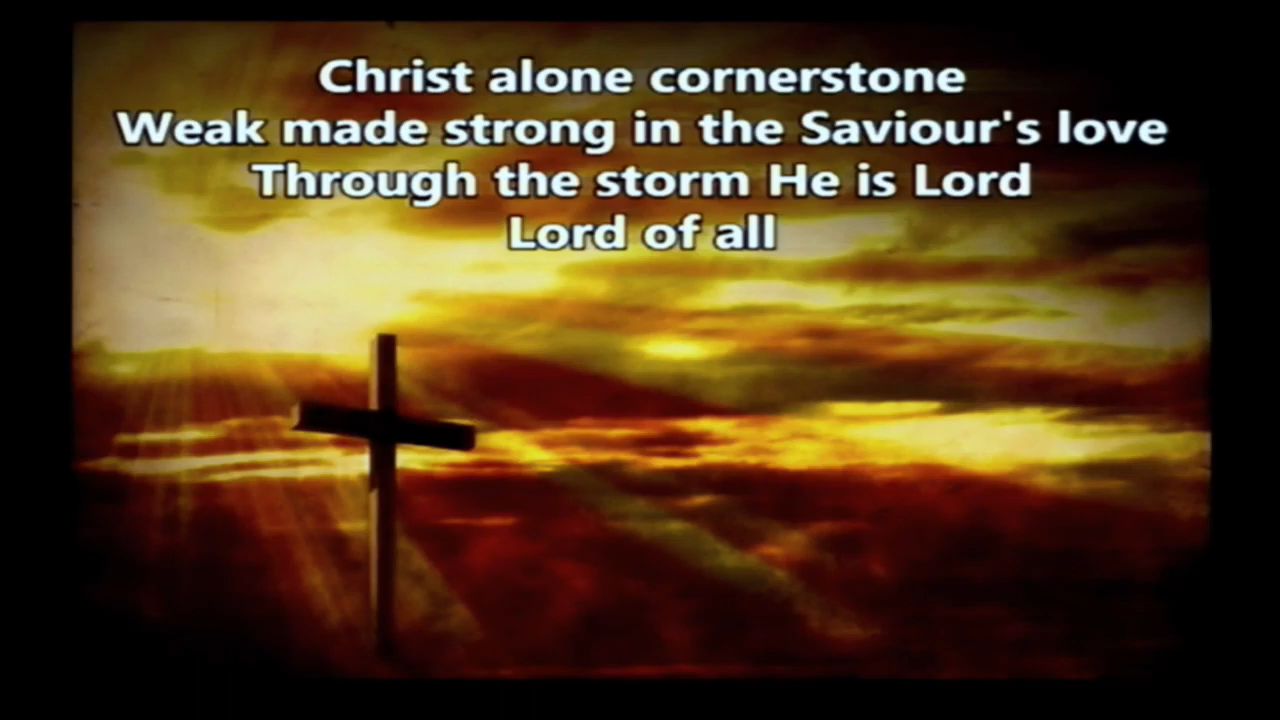 Christ alone cornerstone
Weak made strong in the Saviour's love
Through the storm He is Lord
Lord of all